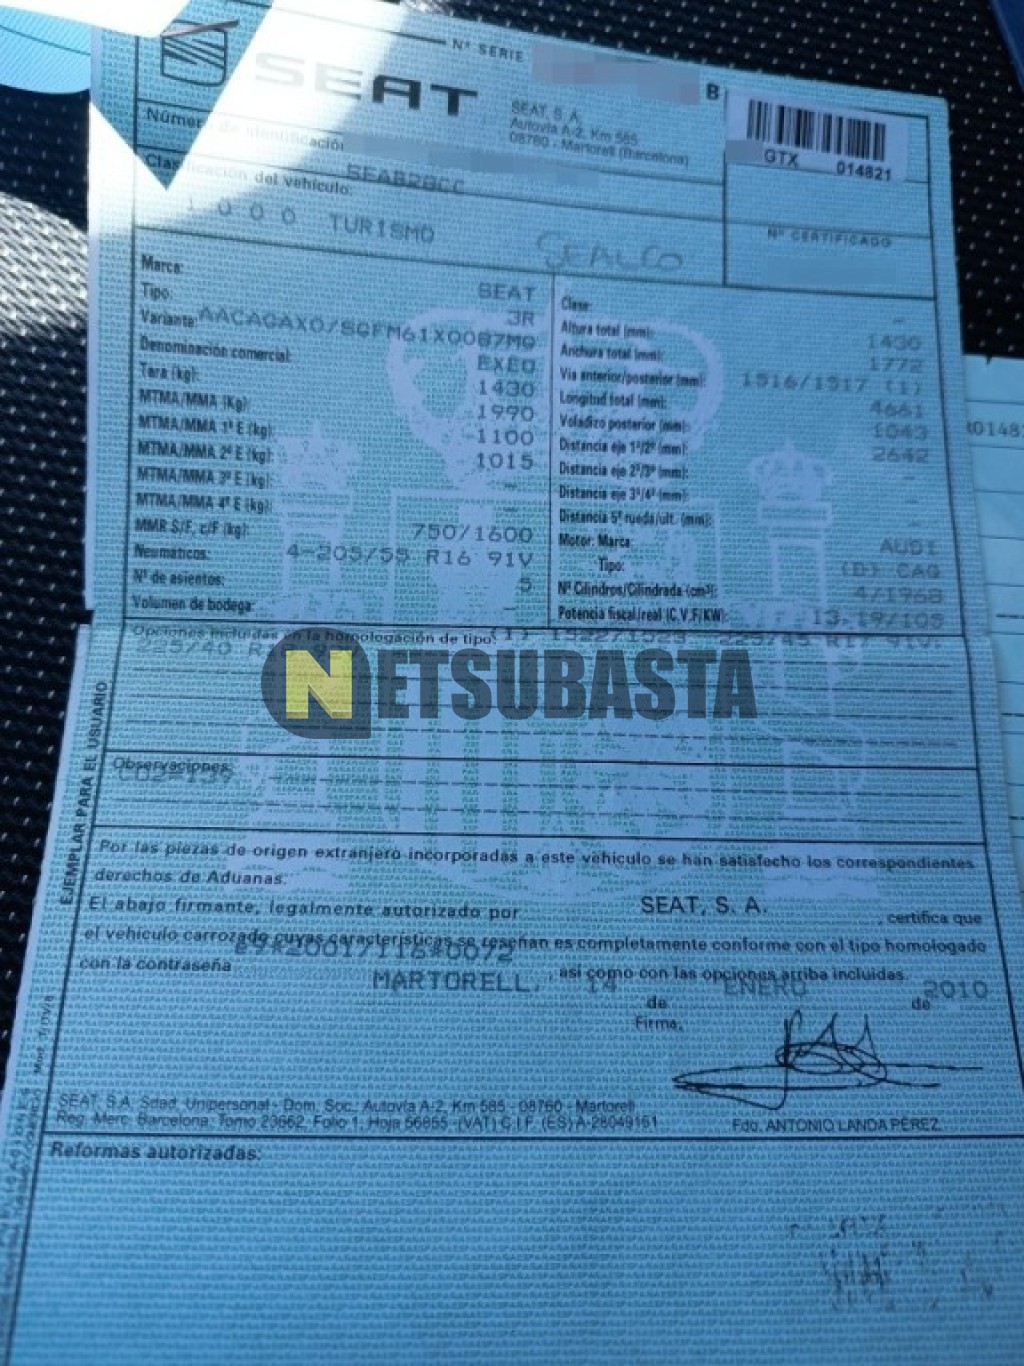 Nº SERIE
B
SEAT
SEAT, S. A.
Autovía A-2, Km 585
08760 - Martorell (Barcelona)
GTX 014821
Número de identificación
Clasificación del vehículo:
1000 TURISMO
Nº CERTIFICADO
Marca: SEAT
Tipo: 3R
Variante:
Denominación comercial: EXEO
Tara (kg): 1430
MTMA/MMA (Kg) 1990
MTMA/MMA 1º E (kg): 1100
MTMA/MMA 2º E (kg): 1015
MTMA/MMA 3º E (kg): -
MTMA/MMA 4º E (kg): -
MMR S/F, c/F (kg): 750/1600
Neumáticos: 4-205/55 R16 91V
Nº de asientos: 5
Volumen de bodega: -
Clase: -
Altura total (mm): 1430
Anchura total (mm): 1772
Vía anterior/posterior (mm): 1516/1517 (1)
Longitud total (mm): 4661
Voladizo posterior (mm): 1043
Distancia eje 1º/2º (mm): 2642
Distancia eje 2º/3º (mm): -
Distancia eje 3º/4º (mm): -
Distancia 5ª rueda/ult. (mm): -
Motor: Marca: AUDI
Tipo: (D) CAG
Nº Cilindros/Cilindrada (cm³) 4/1968
Potencia fiscal/real (C.V.F/KW): 13,19/105
Opciones incluidas en la homologación de tipo: (1) 1522/1523 225/45 R17 91V.
225/40
NETSUBASTA
Observaciones:
EJEMPLAR PARA EL USUARIO
Por las piezas de origen extranjero incorporadas a este vehículo se han satisfecho los correspondientes
derechos de Aduanas.
El abajo firmante, legalmente autorizado por SEAT, S. A. , certifica que
el vehículo carrozado cuyas características se reseñan es completamente conforme con el tipo homologado
con la contraseña e9*2001/116*0072 , así como con las opciones arriba incluidas.
MARTORELL, 14 de ENERO de 2010
Firma,
SEAT, S.A. Sdad. Unipersonal - Dom. Soc.: Autovía A-2, Km 585 - 08760 - Martorell
Reg. Merc. Barcelona: Tomo 23662, Folio 1, Hoja 56855 - (VAT) C.I.F. (ES) A-28049161
Fdo. ANTONIO LANDA PÉREZ
Reformas autorizadas: